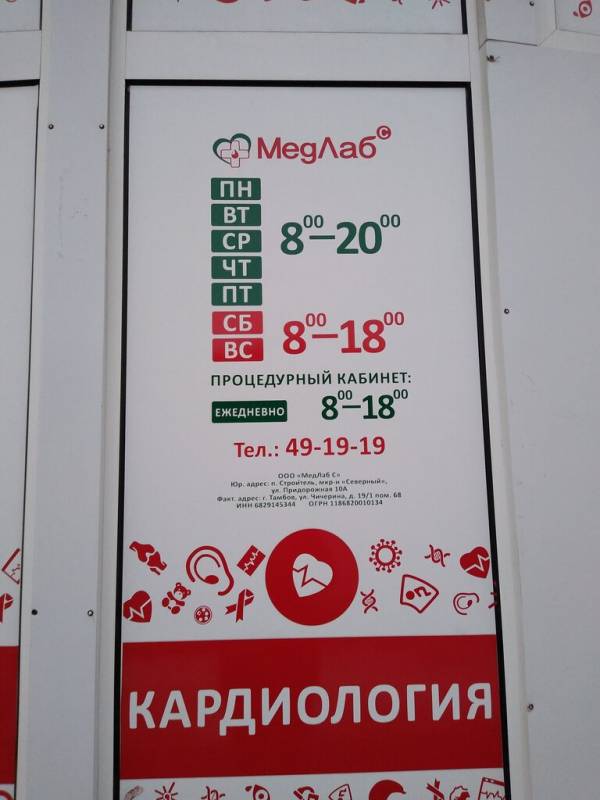 МедЛаб С
ПН
ВТ
СР
ЧТ
ПТ
8⁰⁰–20⁰⁰
СБ
ВС
8⁰⁰–18⁰⁰
ПРОЦЕДУРНЫЙ КАБИНЕТ:
ЕЖЕДНЕВНО 8⁰⁰–18⁰⁰
Тел.: 49-19-19
ООО «МедЛаб С»
Юр. адрес: п. Строитель, мкр-н «Северный»,
ул. Придорожная 10А
Факт. адрес: г. Тамбов, ул. Чичерина, д. 19/1 пом. 68
ИНН 6829145344 ОГРН 1186820010134
КАРДИОЛОГИЯ